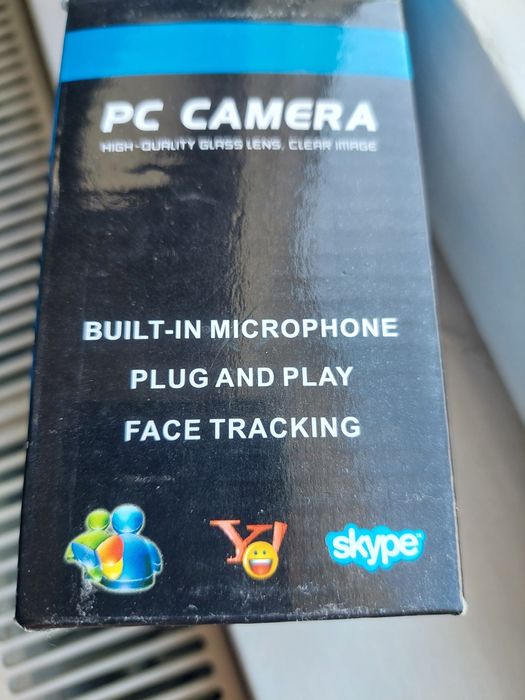 PC CAMERA
HIGH-QUALITY GLASS LENS, CLEAR IMAGE
BUILT-IN MICROPHONE
PLUG AND PLAY
FACE TRACKING
Y!
skype